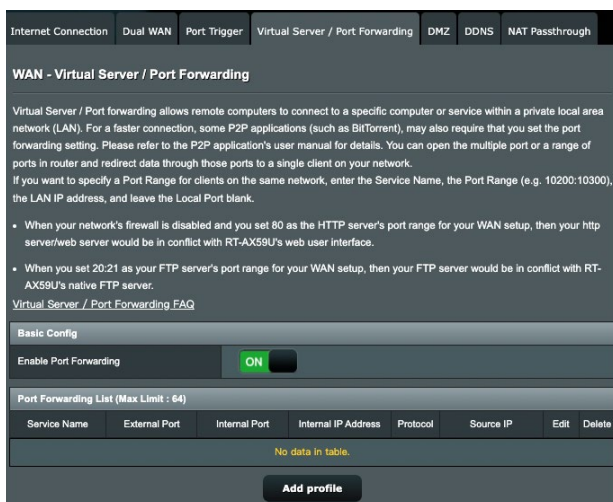 Internet Connection Dual WAN Port Trigger Virtual Server / Port Forwarding DMZ DDNS NAT Passthrough
WAN - Virtual Server / Port Forwarding
Virtual Server / Port forwarding allows remote computers to connect to a specific computer or service within a private local area
network (LAN). For a faster connection, some P2P applications (such as BitTorrent), may also require that you set the port
forwarding setting. Please refer to the P2P application's user manual for details. You can open the multiple port or a range of
ports in router and redirect data through those ports to a single client on your network.
If you want to specify a Port Range for clients on the same network, enter the Service Name, the Port Range (e.g. 10200:10300),
the LAN IP address, and leave the Local Port blank.
• When your network's firewall is disabled and you set 80 as the HTTP server's port range for your WAN setup, then your http
server/web server would be in conflict with RT-AX59U's web user interface.
• When you set 20:21 as your FTP server's port range for your WAN setup, then your FTP server would be in conflict with RT-
AX59U's native FTP server.
Virtual Server / Port Forwarding FAQ
Basic Config
Enable Port Forwarding ON
Port Forwarding List (Max Limit : 64)
Service Name External Port Internal Port Internal IP Address Protocol Source IP Edit Delete
No data in table.
Add profile